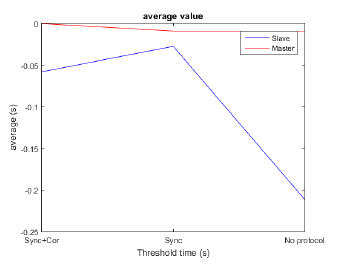 average value
0
-0.05
-0.1
-0.15
-0.2
-0.25
average (s)
Slave
Master
Sync+Cor
Sync
No protocol
Threshold time (s)